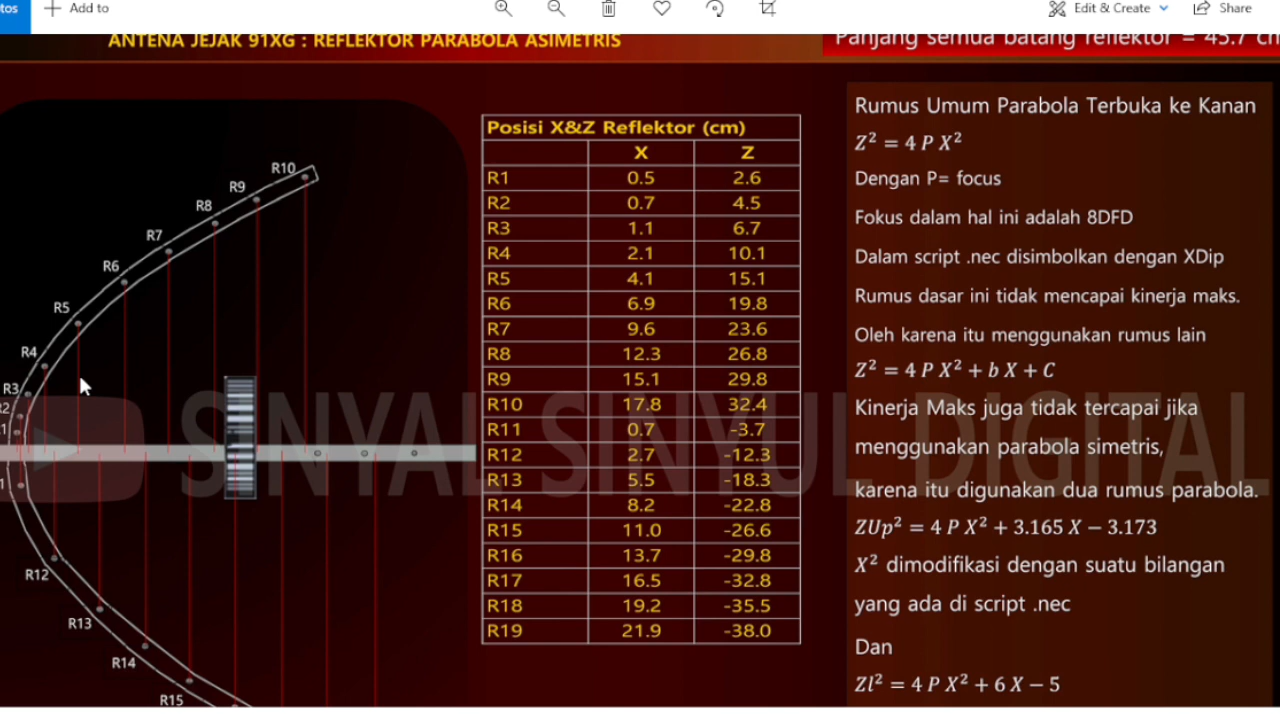 tos
Add to
Edit & Create
Share
ANTENA JEJAK 91XG : REFLEKTOR PARABOLA ASIMETRIS
Panjang semua batang reflektor = 45.7 cm
R10
R9
R8
R7
R6
R5
R4
R3
R12
R13
R14
R15
Posisi X&Z Reflektor (cm)
X Z
R1 0.5 2.6
R2 0.7 4.5
R3 1.1 6.7
R4 2.1 10.1
R5 4.1 15.1
R6 6.9 19.8
R7 9.6 23.6
R8 12.3 26.8
R9 15.1 29.8
R10 17.8 32.4
R11 0.7 -3.7
R12 2.7 -12.3
R13 5.5 -18.3
R14 8.2 -22.8
R15 11.0 -26.6
R16 13.7 -29.8
R17 16.5 -32.8
R18 19.2 -35.5
R19 21.9 -38.0
Rumus Umum Parabola Terbuka ke Kanan
Z² = 4 P X²
Dengan P= focus
Fokus dalam hal ini adalah 8DFD
Dalam script .nec disimbolkan dengan XDip
Rumus dasar ini tidak mencapai kinerja maks.
Oleh karena itu menggunakan rumus lain
Z² = 4 P X² + b X + C
Kinerja Maks juga tidak tercapai jika
menggunakan parabola simetris,
karena itu digunakan dua rumus parabola.
ZUp² = 4 P X² + 3.165 X − 3.173
X² dimodifikasi dengan suatu bilangan
yang ada di script .nec
Dan
Zl² = 4 P X² + 6 X − 5
SINYAL SINYUL DIGITAL